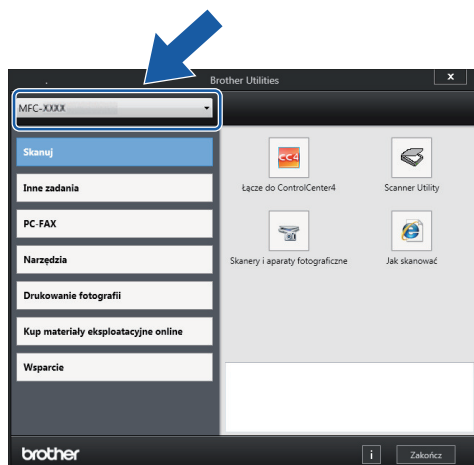 Brother Utilities
x
MFC-XXXX
Skanuj
Inne zadania
PC-FAX
Narzędzia
Drukowanie fotografii
Kup materiały eksploatacyjne online
Wsparcie
CC4
Łącze do ControlCenter4
Scanner Utility
Skanery i aparaty fotograficzne
Jak skanować
brother
i
Zakończ